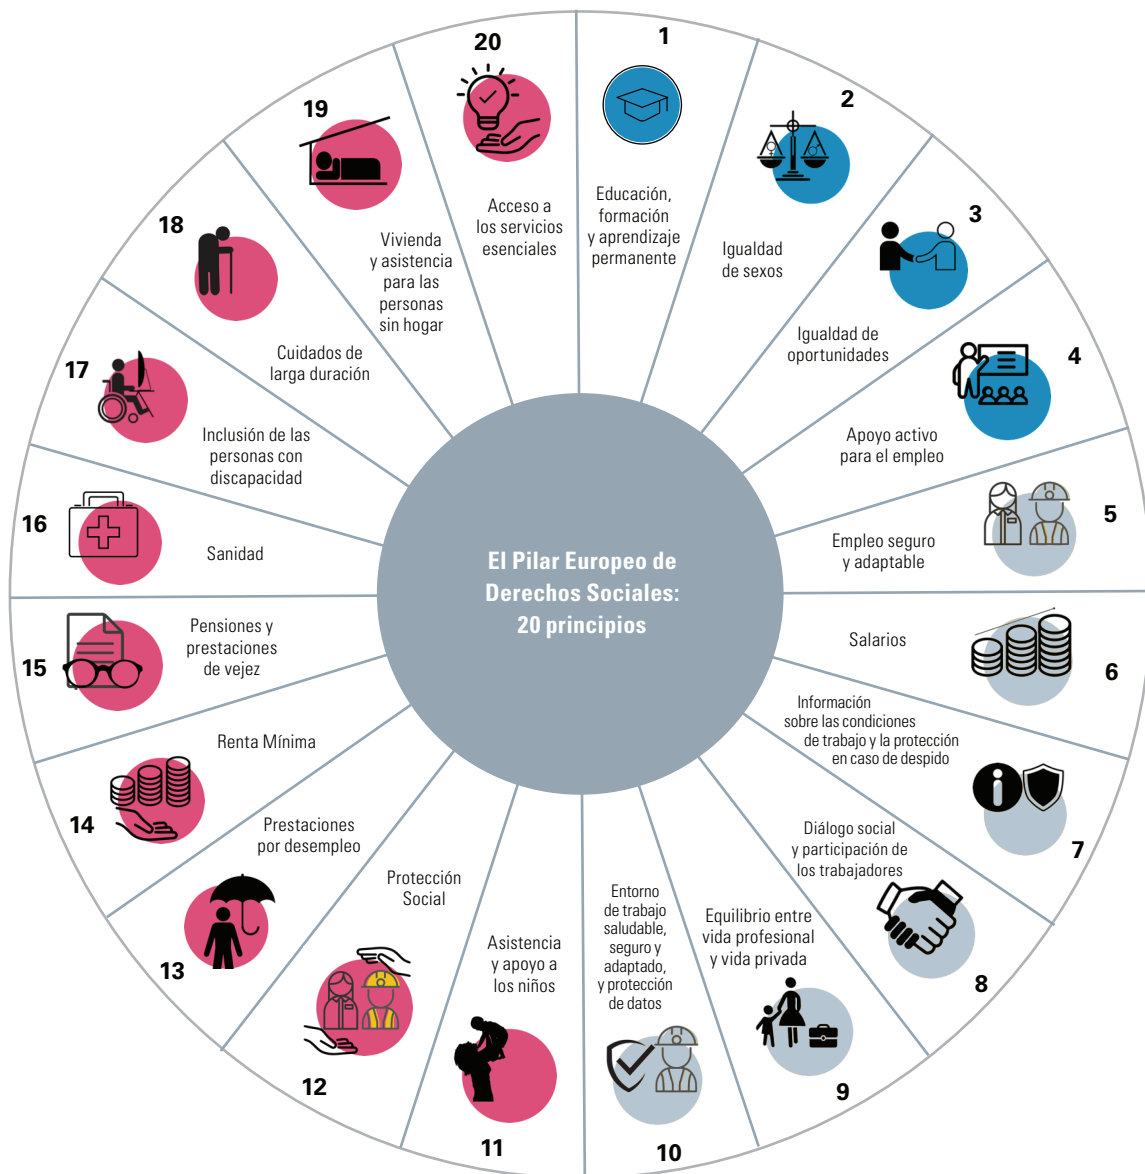 El Pilar Europeo de
Derechos Sociales:
20 principios
1
Educación,
formación
y aprendizaje
permanente
2
Igualdad
de sexos
3
Igualdad de
oportunidades
4
Apoyo activo
para el empleo
5
Empleo seguro
y adaptable
6
Salarios
7
Información
sobre las condiciones
de trabajo y la protección
en caso de despido
8
Diálogo social
y participación de
los trabajadores
9
Equilibrio entre
vida profesional
y vida privada
10
Entorno
de trabajo
saludable,
seguro y
adaptado,
y protección
de datos
11
Asistencia
y apoyo a
los niños
12
Protección
Social
13
Prestaciones
por desempleo
14
Renta Mínima
15
Pensiones y
prestaciones
de vejez
16
Sanidad
17
Inclusión de las
personas con
discapacidad
18
Cuidados de
larga duración
19
Vivienda
y asistencia
para las
personas
sin hogar
20
Acceso a
los servicios
esenciales